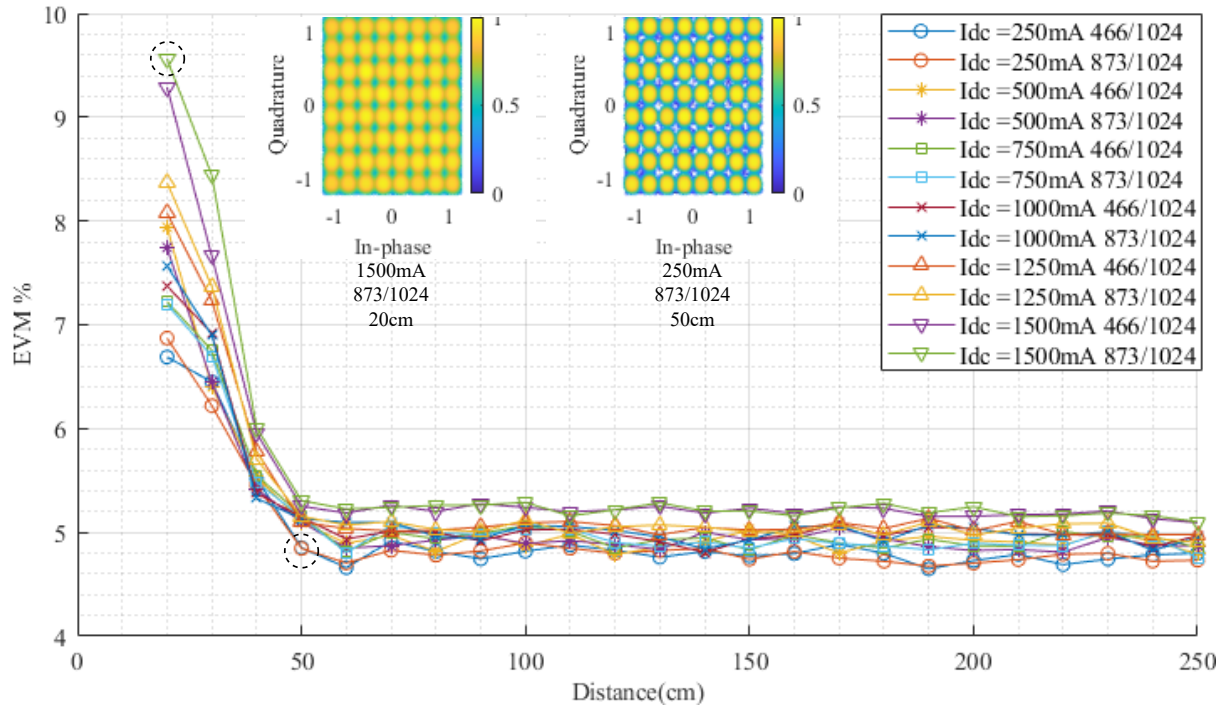 EVM %
10
9
8
7
6
5
4
0
50
100
150
200
250
Distance(cm)
Quadrature
1
0
-1
-1
0
1
In-phase
1
0.5
0
1500mA
873/1024
20cm
Quadrature
1
0
-1
-1
0
1
In-phase
1
0.5
0
250mA
873/1024
50cm
Idc =250mA 466/1024
Idc =250mA 873/1024
Idc =500mA 466/1024
Idc =500mA 873/1024
Idc =750mA 466/1024
Idc =750mA 873/1024
Idc =1000mA 466/1024
Idc =1000mA 873/1024
Idc =1250mA 466/1024
Idc =1250mA 873/1024
Idc =1500mA 466/1024
Idc =1500mA 873/1024